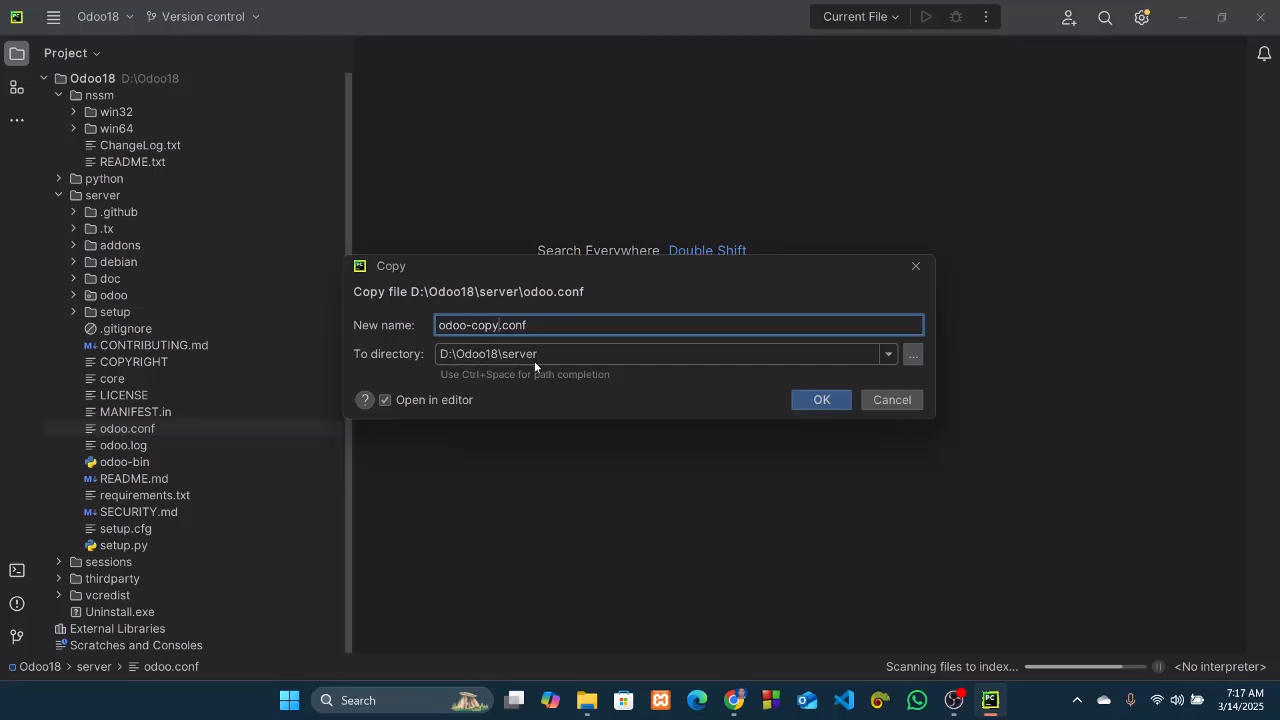 PC
Odoo18
Version control
Current File
Project
Odoo18 D:\Odoo18
nssm
win32
win64
ChangeLog.txt
README.txt
python
server
.github
.tx
addons
debian
doc
odoo
setup
.gitignore
CONTRIBUTING.md
COPYRIGHT
core
LICENSE
MANIFEST.in
odoo.conf
odoo.log
odoo-bin
README.md
requirements.txt
SECURITY.md
setup.cfg
setup.py
sessions
thirdparty
vcredist
Uninstall.exe
External Libraries
Scratches and Consoles
Search Everywhere Double Shift
Copy
Copy file D:\Odoo18\server\odoo.conf
New name: odoo-copy.conf
To directory: D:\Odoo18\server
Use Ctrl+Space for path completion
? Open in editor
OK
Cancel
Odoo18 > server > odoo.conf
Scanning files to index...
<No interpreter>
Search
7:17 AM
3/14/2025